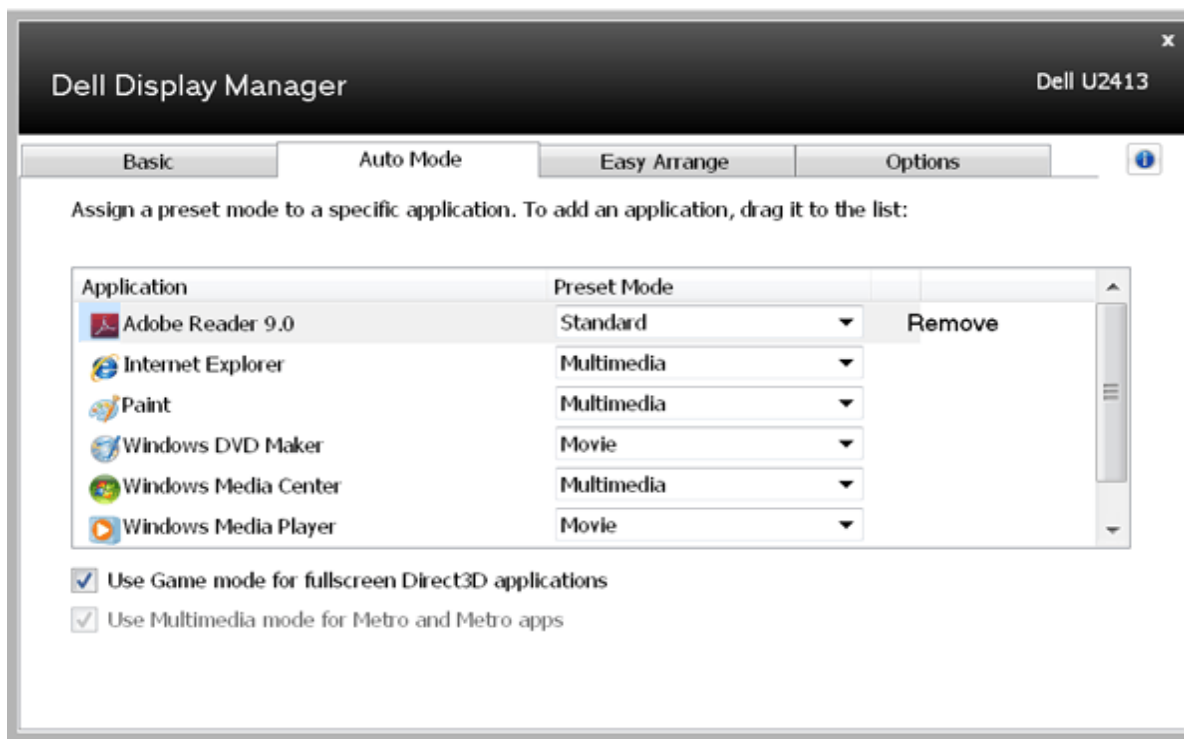 x
Dell Display Manager
Dell U2413
Basic Auto Mode Easy Arrange Options
Assign a preset mode to a specific application. To add an application, drag it to the list:
Application Preset Mode
Adobe Reader 9.0 Standard Remove
Internet Explorer Multimedia
Paint Multimedia
Windows DVD Maker Movie
Windows Media Center Multimedia
Windows Media Player Movie
Use Game mode for fullscreen Direct3D applications
Use Multimedia mode for Metro and Metro apps